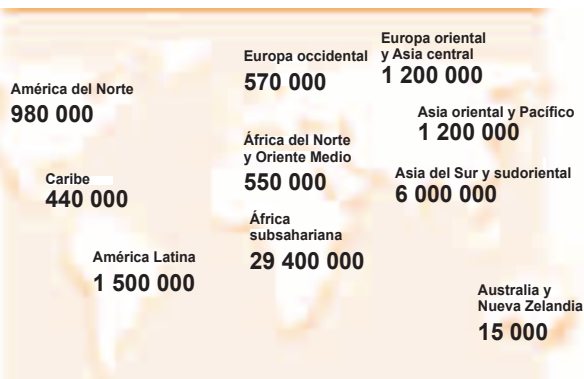 América del Norte
980 000
Caribe
440 000
América Latina
1 500 000
Europa occidental
570 000
África del Norte
y Oriente Medio
550 000
África
subsahariana
29 400 000
Europa oriental
y Asia central
1 200 000
Asia oriental y Pacífico
1 200 000
Asia del Sur y sudoriental
6 000 000
Australia y
Nueva Zelandia
15 000